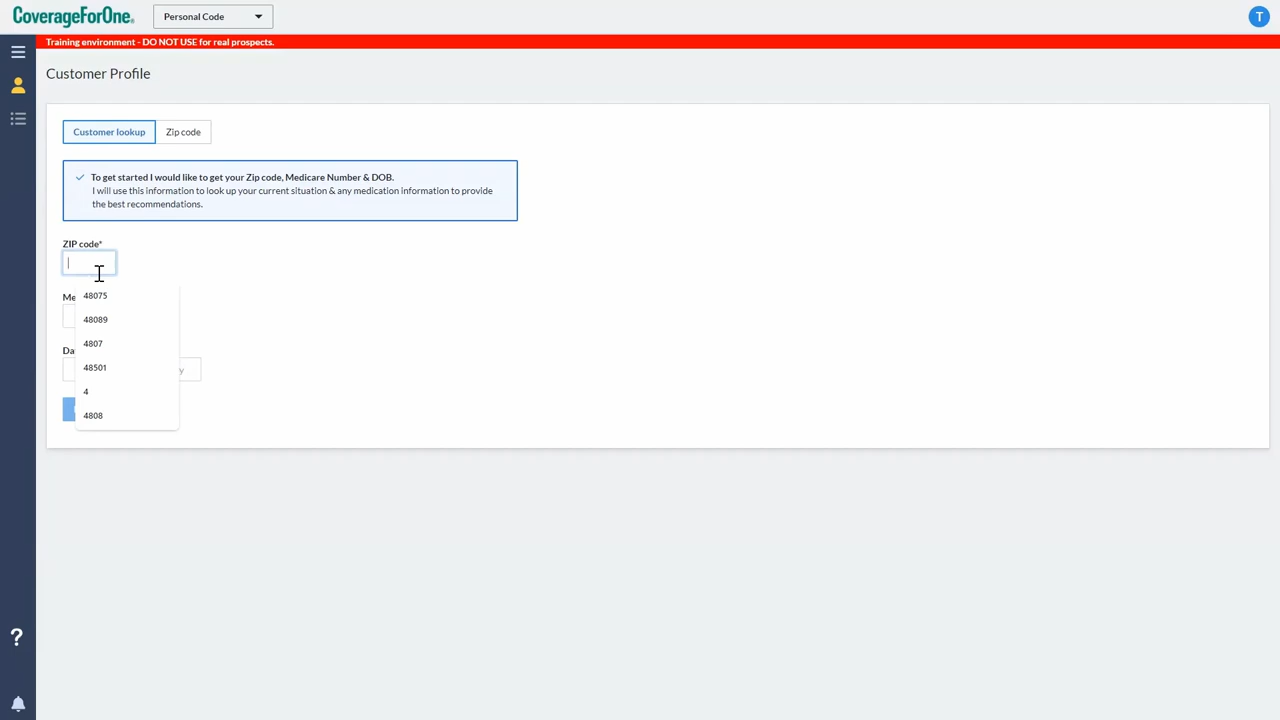 CoverageForOne.
Personal Code
T
Training environment - DO NOT USE for real prospects.
Customer Profile
Customer lookup
Zip code
To get started I would like to get your Zip code, Medicare Number & DOB.
I will use this information to look up your current situation & any medication information to provide
the best recommendations.
ZIP code*
48075
Me
48089
4807
Da
48501
y
4
4808
?